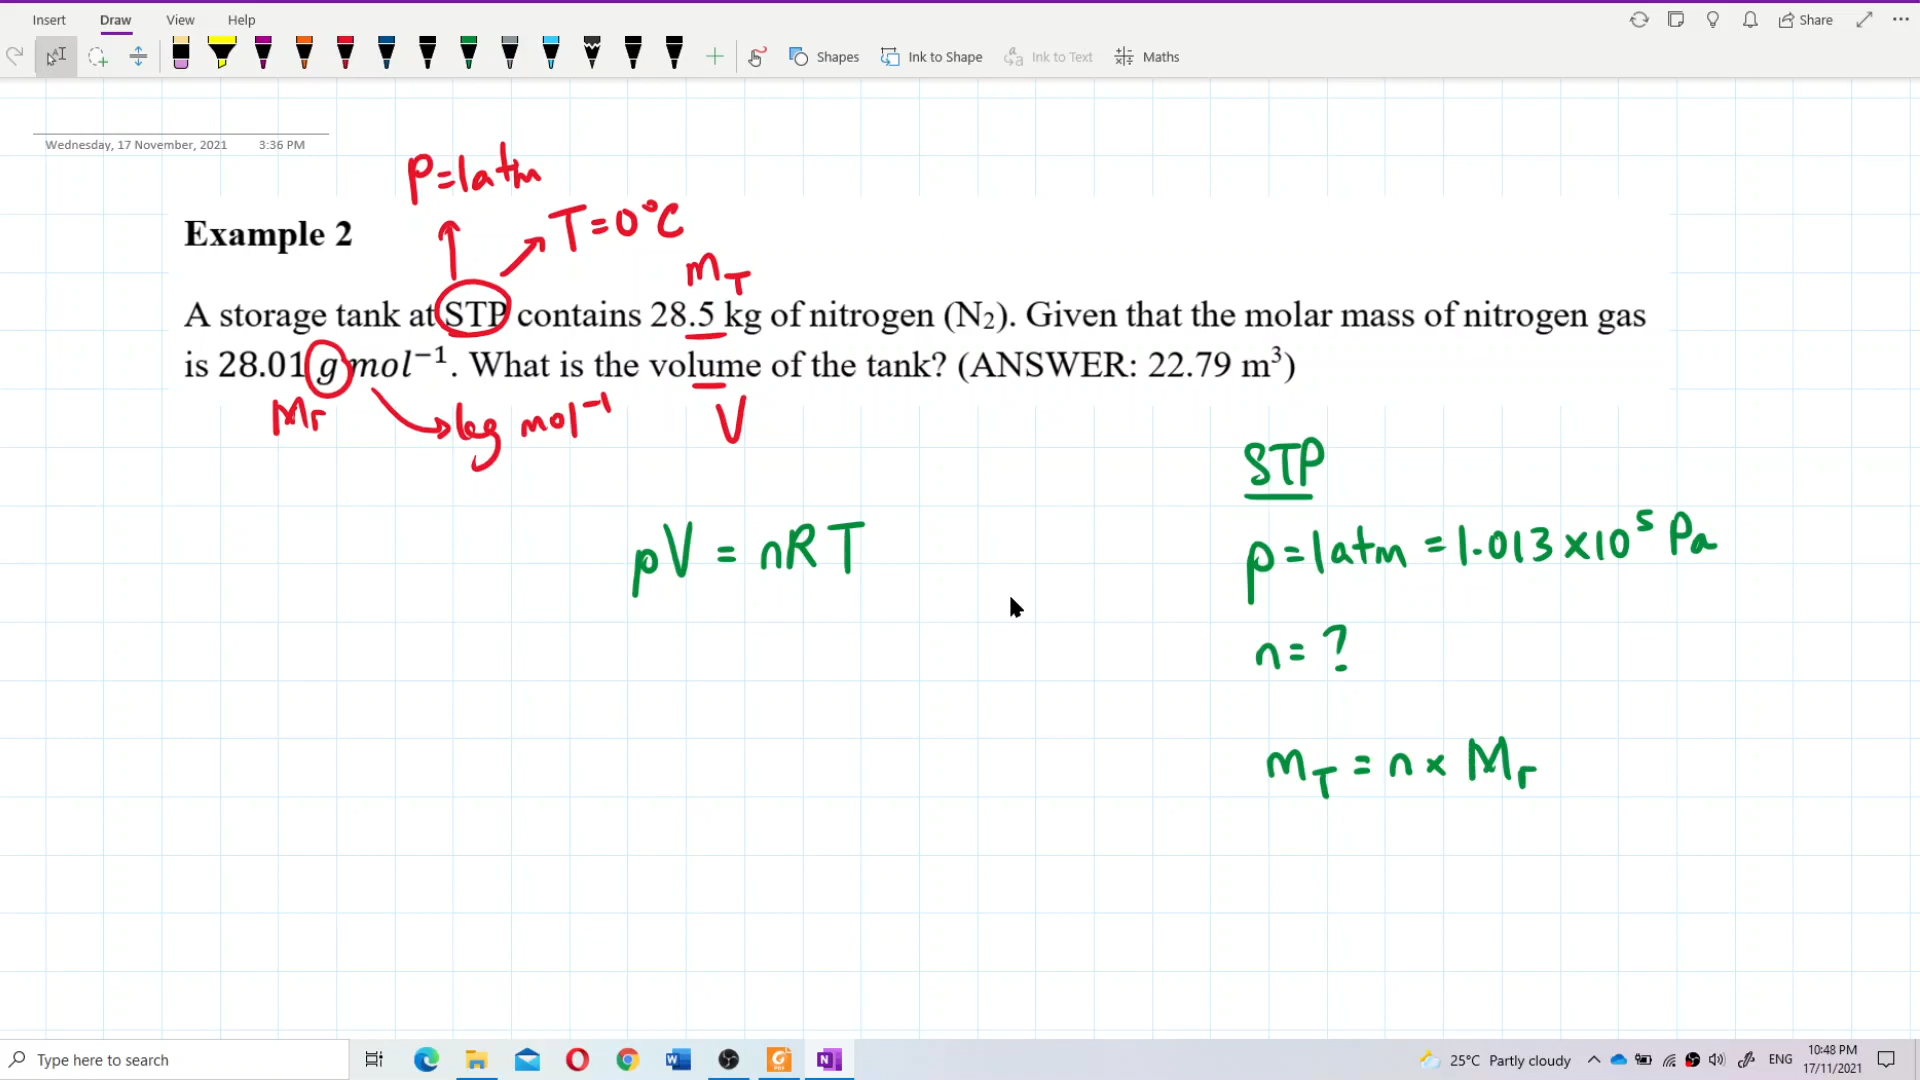 Insert Draw View Help
Share
Shapes Ink to Shape Ink to Text Maths
Wednesday, 17 November, 2021 3:36 PM
P=1atm
T=0°C
Example 2
m_T
A storage tank at STP contains 28.5 kg of nitrogen (N₂). Given that the molar mass of nitrogen gas
is 28.01 g mol⁻¹. What is the volume of the tank? (ANSWER: 22.79 m³)
Mr
kg mol⁻¹
V
STP
pV = nRT
p=1atm =1.013×10⁵ Pa
n= ?
m_T = n × Mr
Type here to search
25°C Partly cloudy
ENG
10:48 PM
17/11/2021